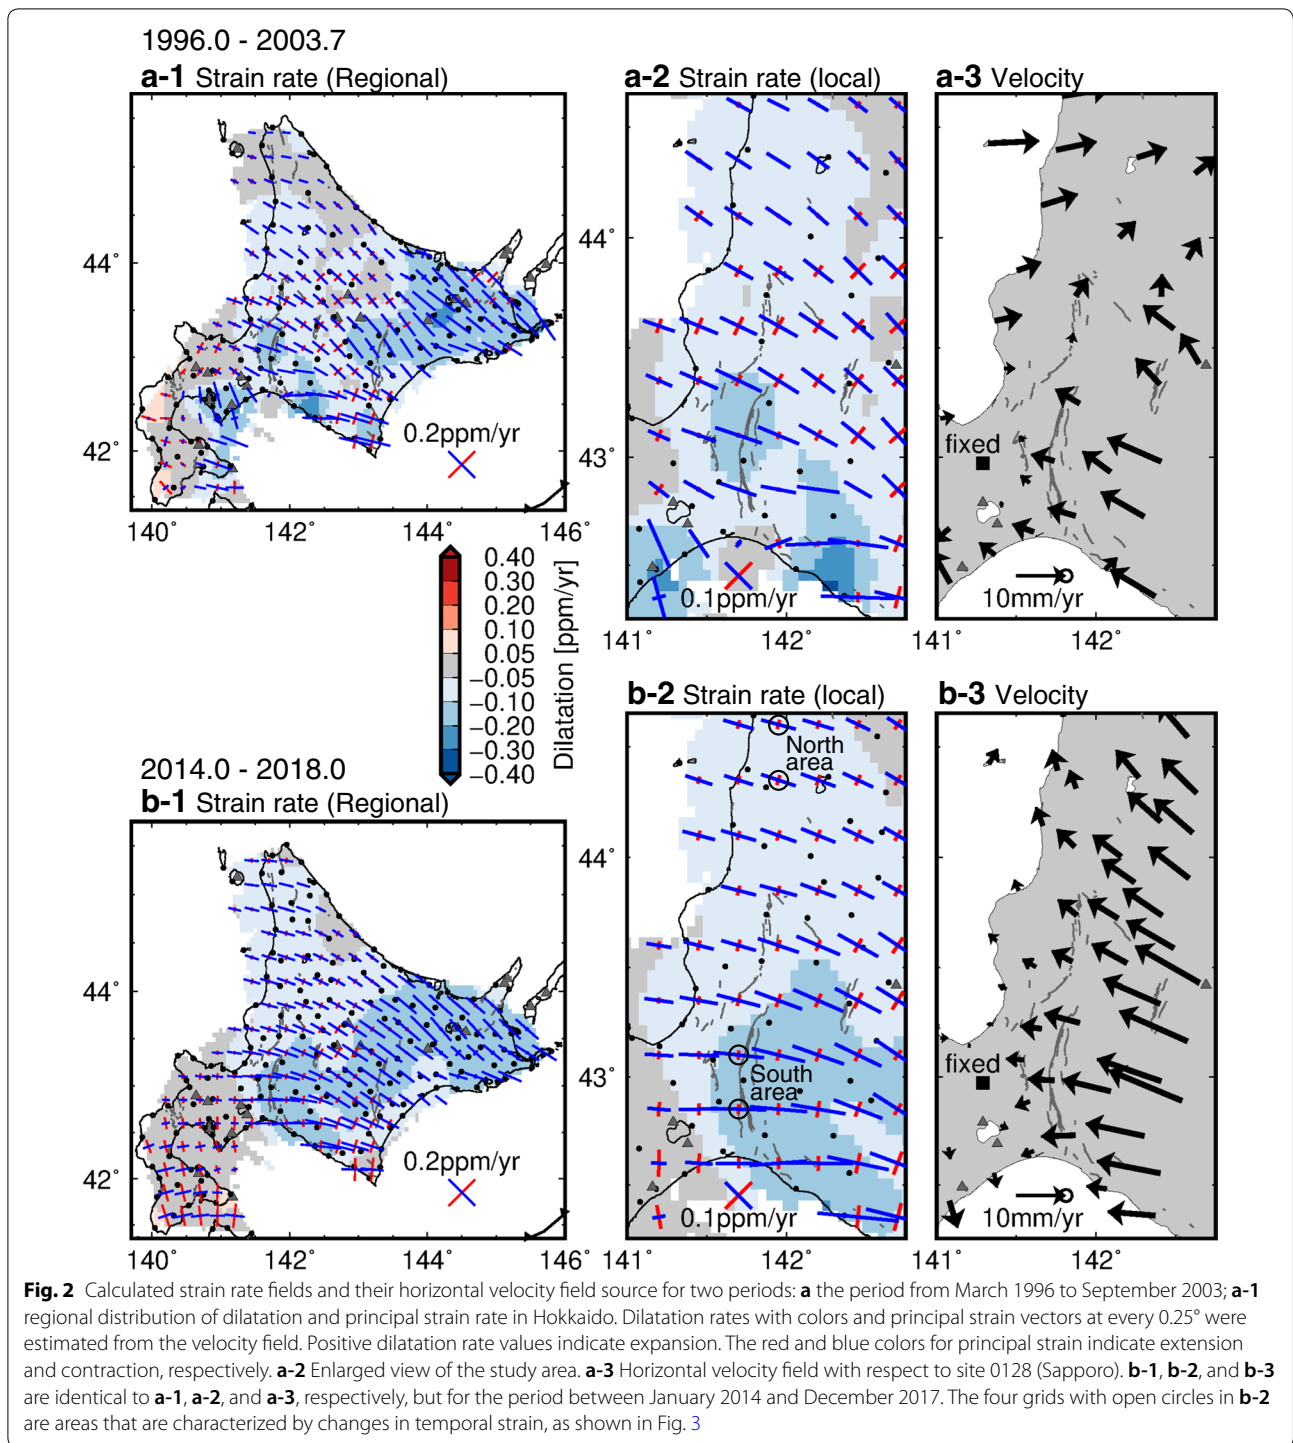 1996.0 - 2003.7
a-1 Strain rate (Regional)
a-2 Strain rate (local)
a-3 Velocity
44°
42°
0.2ppm/yr
140°
142°
144°
146°
44°
43°
0.1ppm/yr
141°
142°
fixed
10mm/yr
141°
142°
0.40
0.30
0.20
0.10
0.05
−0.05
−0.10
−0.20
−0.30
−0.40
Dilatation [ppm/yr]
2014.0 - 2018.0
b-1 Strain rate (Regional)
b-2 Strain rate (local)
b-3 Velocity
44°
42°
0.2ppm/yr
140°
142°
144°
146°
44°
43°
North
area
South
area
0.1ppm/yr
141°
142°
fixed
10mm/yr
141°
142°
Fig. 2 Calculated strain rate fields and their horizontal velocity field source for two periods: a the period from March 1996 to September 2003; a-1
regional distribution of dilatation and principal strain rate in Hokkaido. Dilatation rates with colors and principal strain vectors at every 0.25° were
estimated from the velocity field. Positive dilatation rate values indicate expansion. The red and blue colors for principal strain indicate extension
and contraction, respectively. a-2 Enlarged view of the study area. a-3 Horizontal velocity field with respect to site 0128 (Sapporo). b-1, b-2, and b-3
are identical to a-1, a-2, and a-3, respectively, but for the period between January 2014 and December 2017. The four grids with open circles in b-2
are areas that are characterized by changes in temporal strain, as shown in Fig. 3